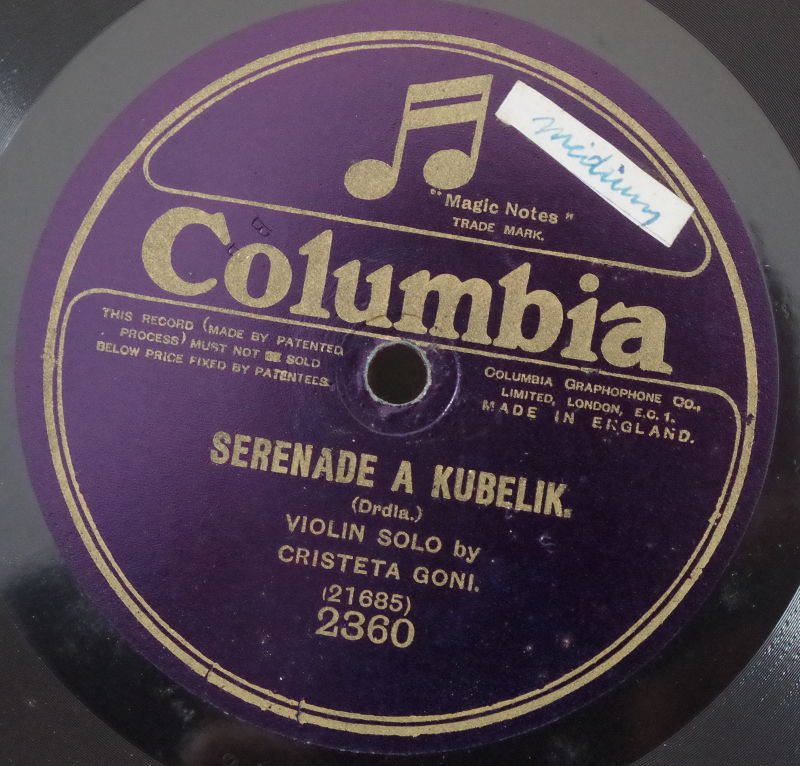 medium
"Magic Notes"
TRADE MARK.
Columbia
THIS RECORD (MADE BY PATENTED
PROCESS) MUST NOT BE SOLD
BELOW PRICE FIXED BY PATENTEES.
COLUMBIA GRAPHOPHONE CO.,
LIMITED, LONDON, E.C.1.
MADE IN ENGLAND.
SERENADE A KUBELIK.
(Drdla.)
VIOLIN SOLO by
CRISTETA GONI.
(21685)
2360